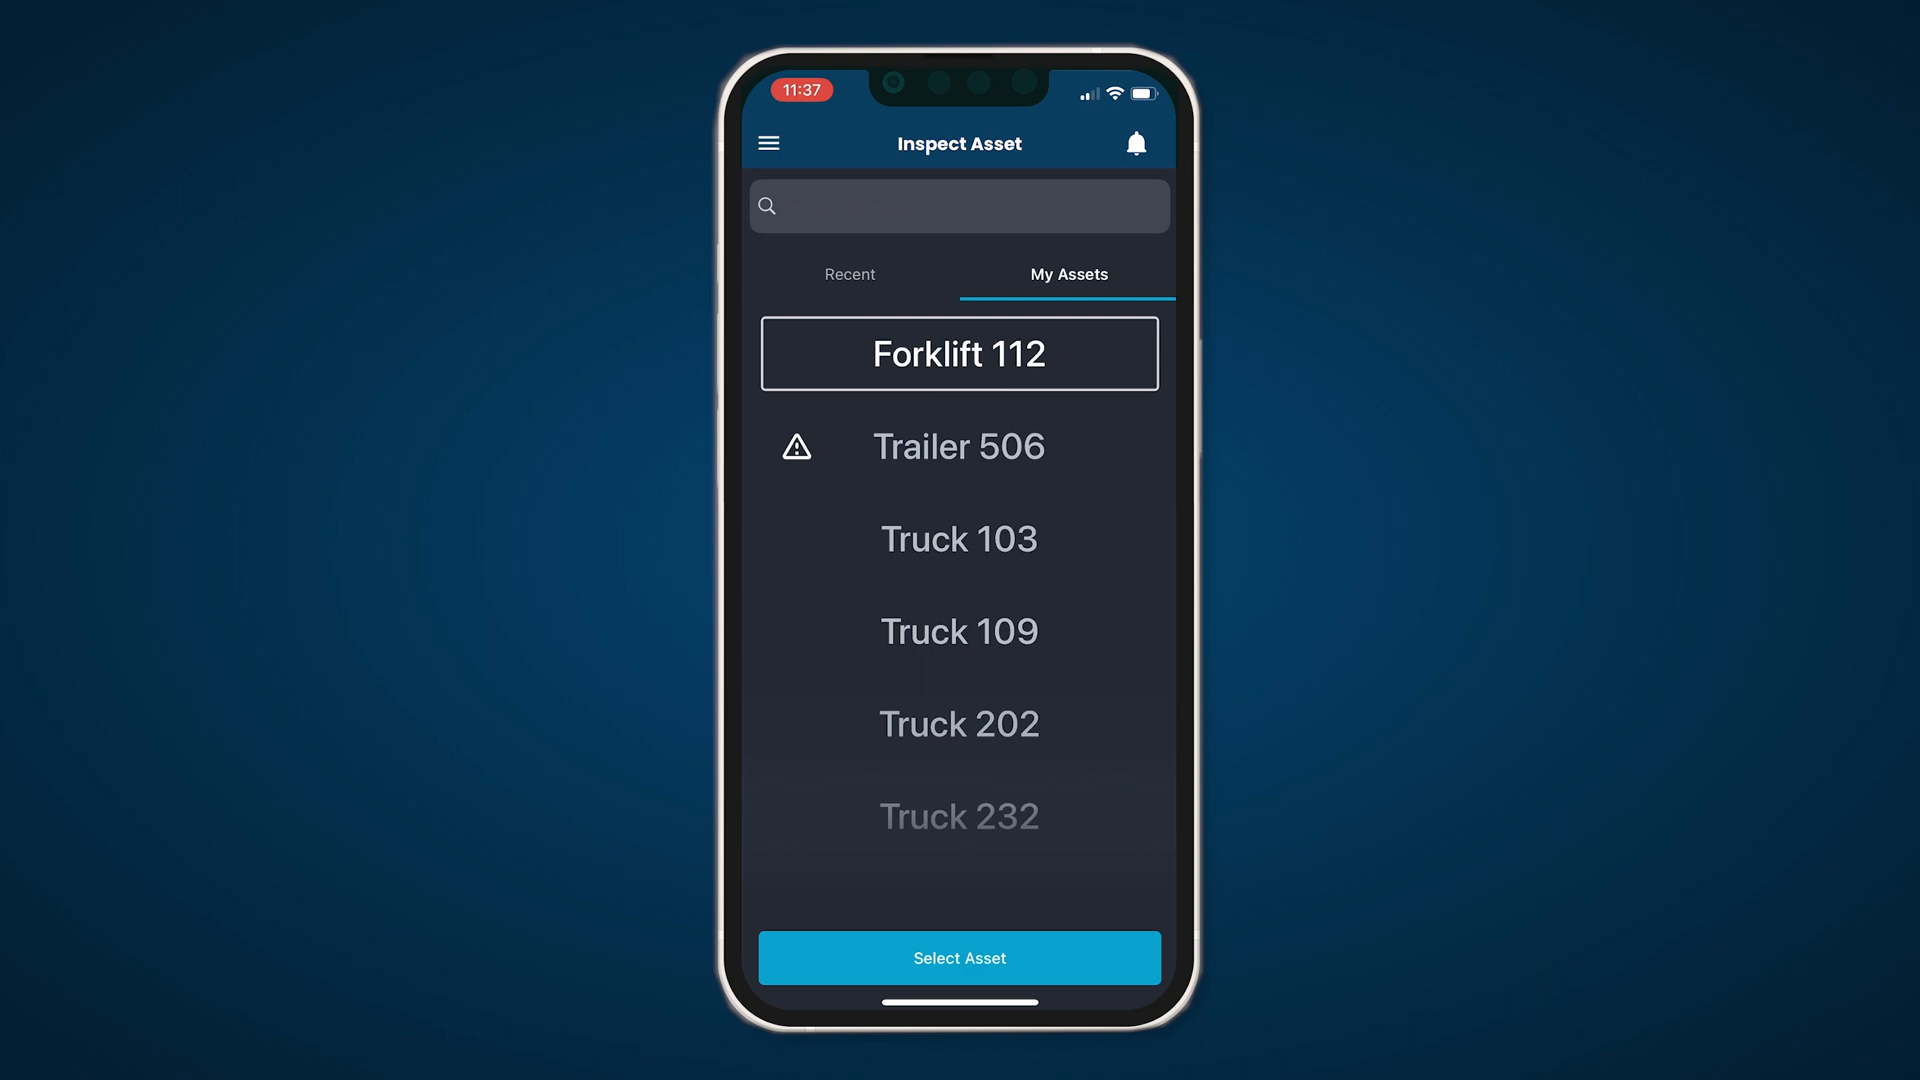 11:37
Inspect Asset
Recent
My Assets
Forklift 112
Trailer 506
Truck 103
Truck 109
Truck 202
Truck 232
Select Asset